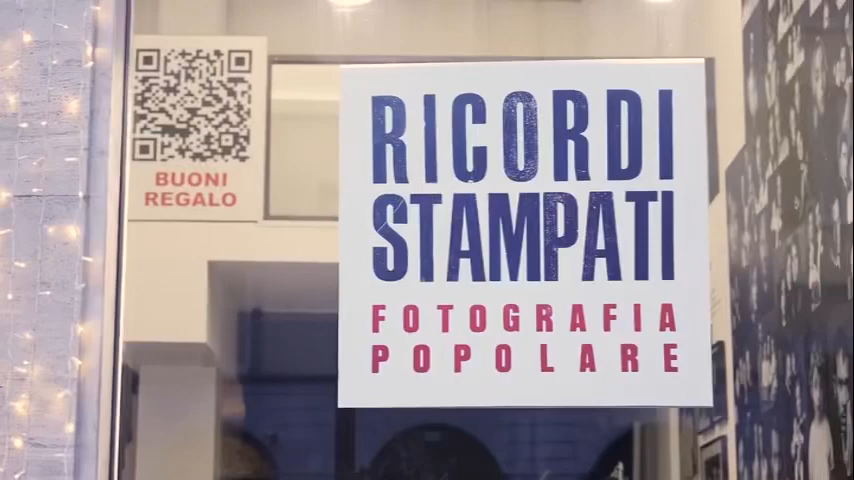 BUONI
REGALO
RICORDI
STAMPATI
FOTOGRAFIA
POPOLARE